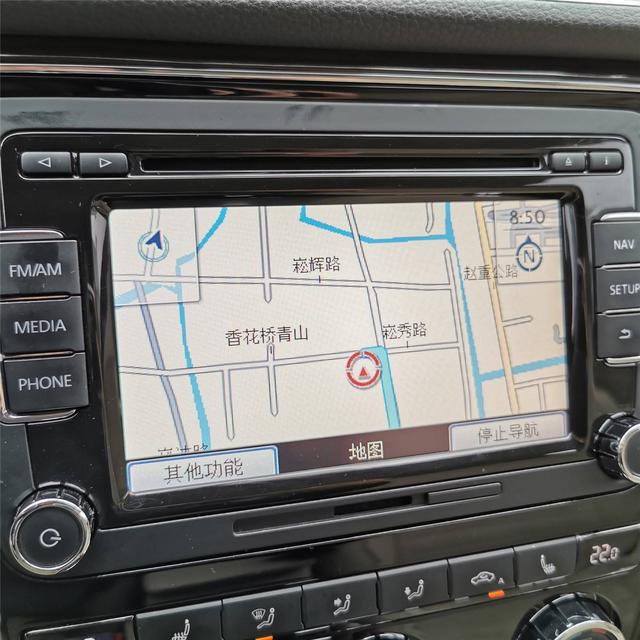 8:50
NAV
N
FM/AM
崧辉路
赵重公路
SETUP
MEDIA
香花桥青山
崧秀路
PHONE
其他功能
地图
停止导航
22.0
A